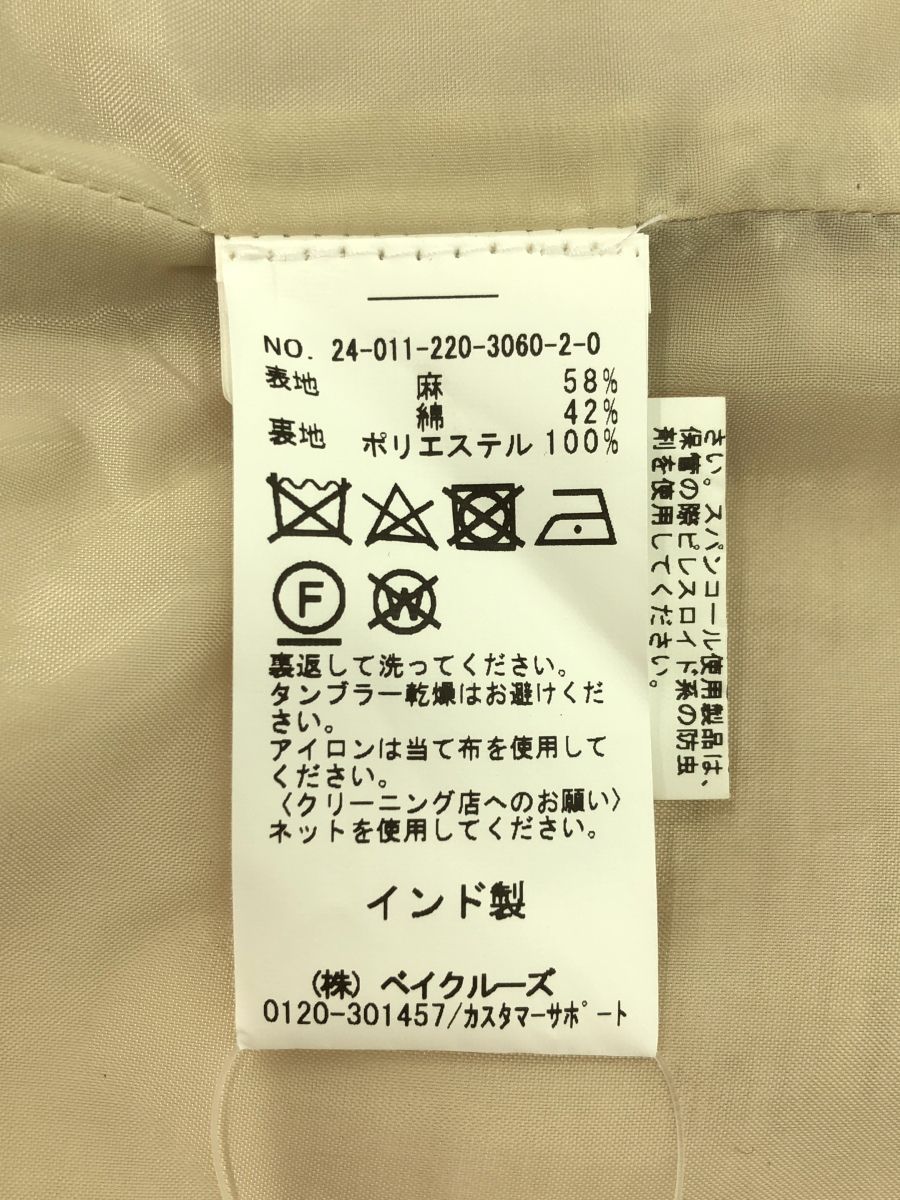 NO. 24-011-220-3060-2-0
表地 麻 58%
綿 42%
裏地 ポリエステル 100%
F
W
裏返して洗ってください。
タンブラー乾燥はお避けくだ
さい。
アイロンは当て布を使用して
ください。
〈クリーニング店へのお願い〉
ネットを使用してください。
インド製
(株) ベイクルーズ
0120-301457/カスタマーサポート
さい。スパンコール使用製品は、
保管の際ピレスロイド系の防虫
剤を使用してください。